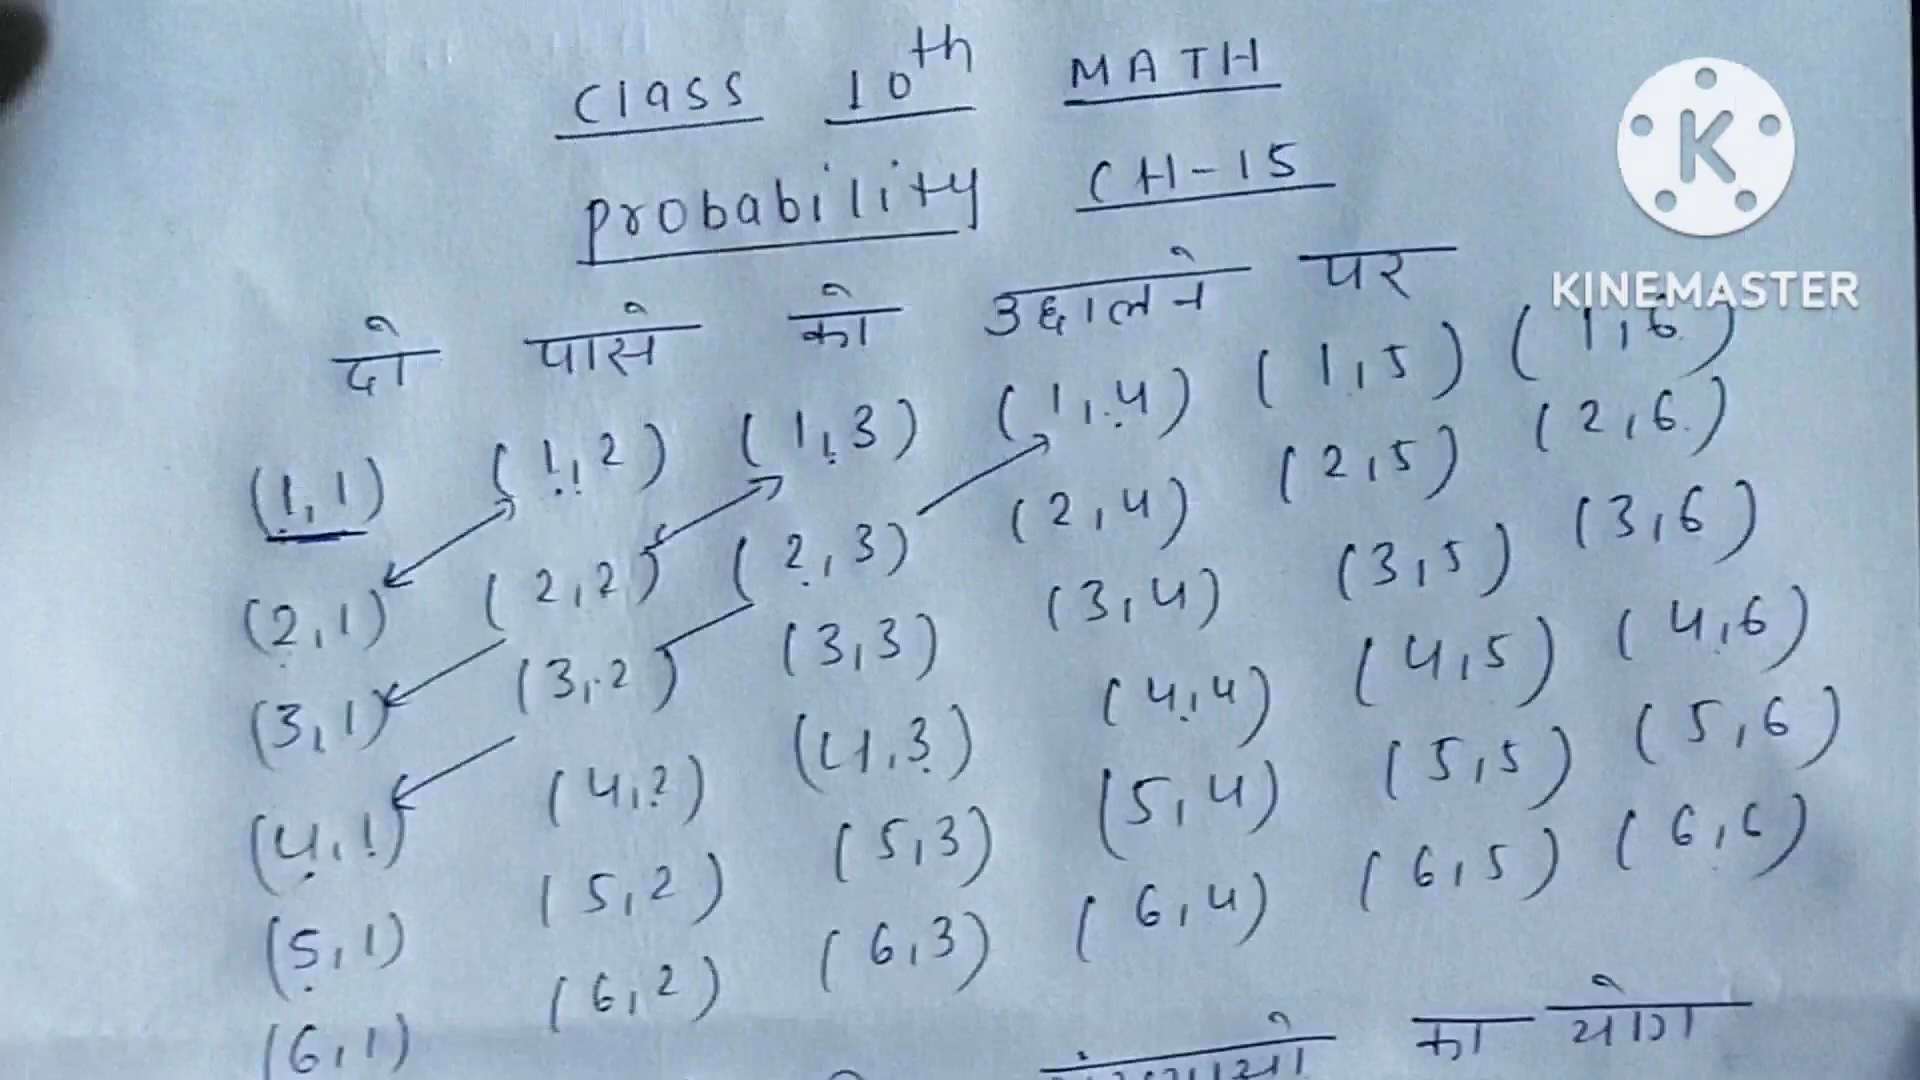 Class 10th MATH
probability CH-15
दो पासे को उछालने पर
(1,1) (1,2) (1,3) (1,4) (1,5) (1,6)
(2,1) (2,2) (2,3) (2,4) (2,5) (2,6)
(3,1) (3,2) (3,3) (3,4) (3,5) (3,6)
(4,1) (4,2) (4,3) (4,4) (4,5) (4,6)
(5,1) (5,2) (5,3) (5,4) (5,5) (5,6)
(6,1) (6,2) (6,3) (6,4) (6,5) (6,6)
का योग
K
KINEMASTER